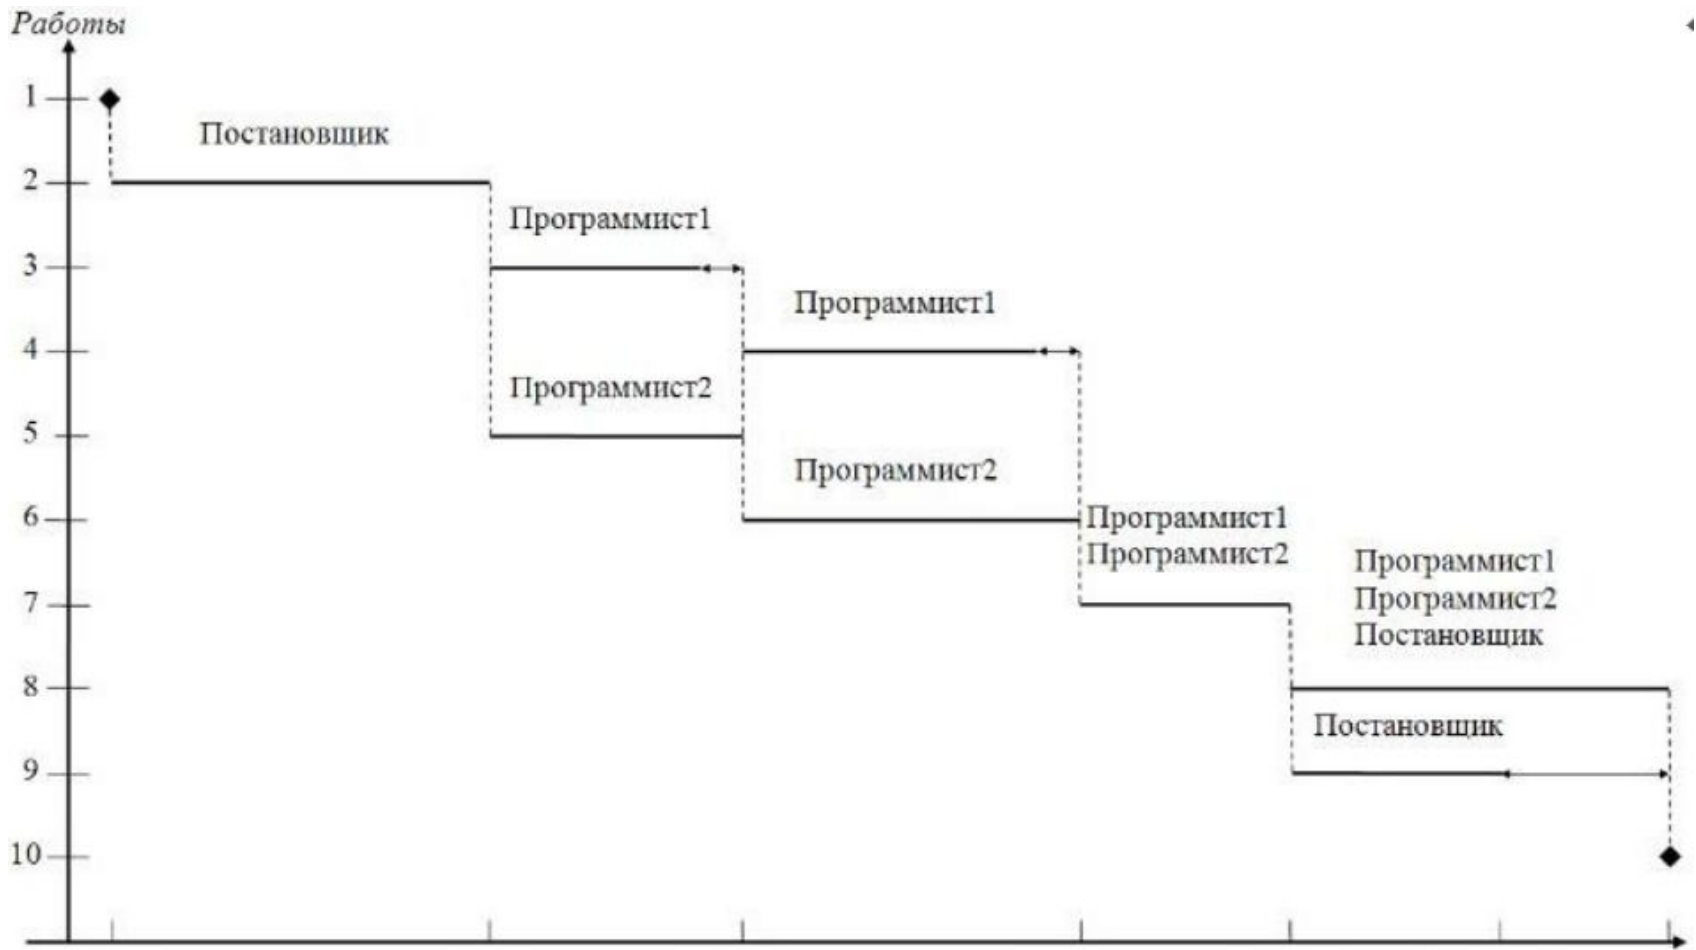 Работы
1
Постановщик
2
Программист1
3
Программист1
4
Программист2
5
Программист2
6
Программист1
Программист2
Программист1
Программист2
Постановщик
7
8
Постановщик
9
10